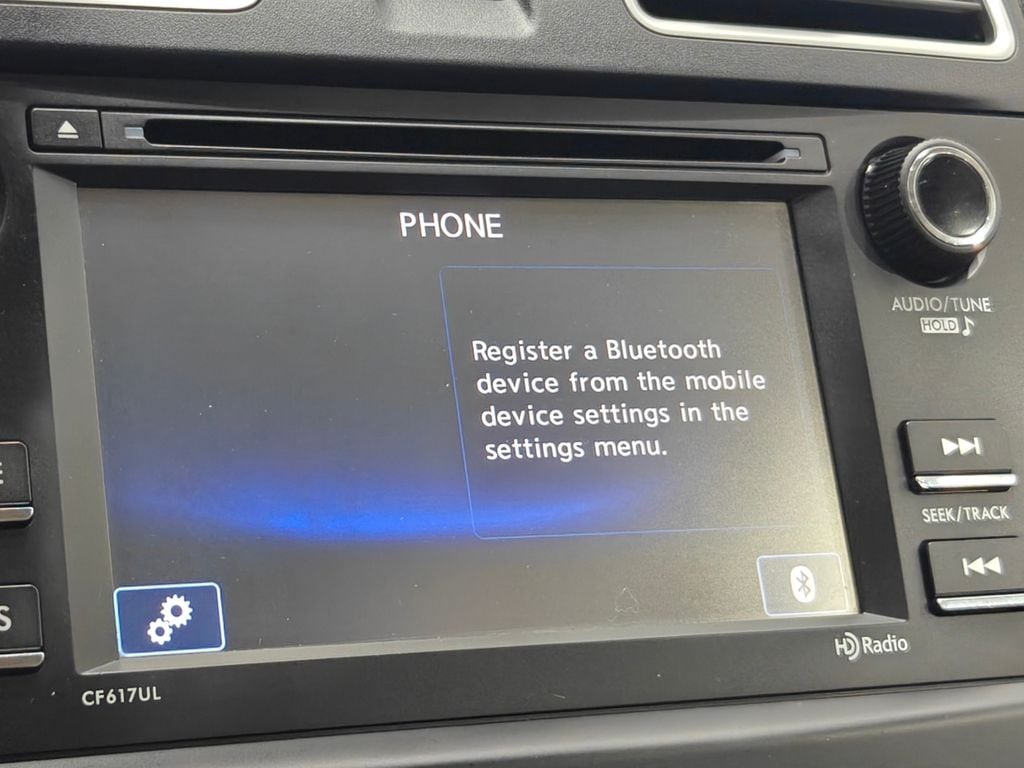 PHONE
Register a Bluetooth
device from the mobile
device settings in the
settings menu.
AUDIO/TUNE
HOLD
SEEK/TRACK
HD Radio
CF617UL